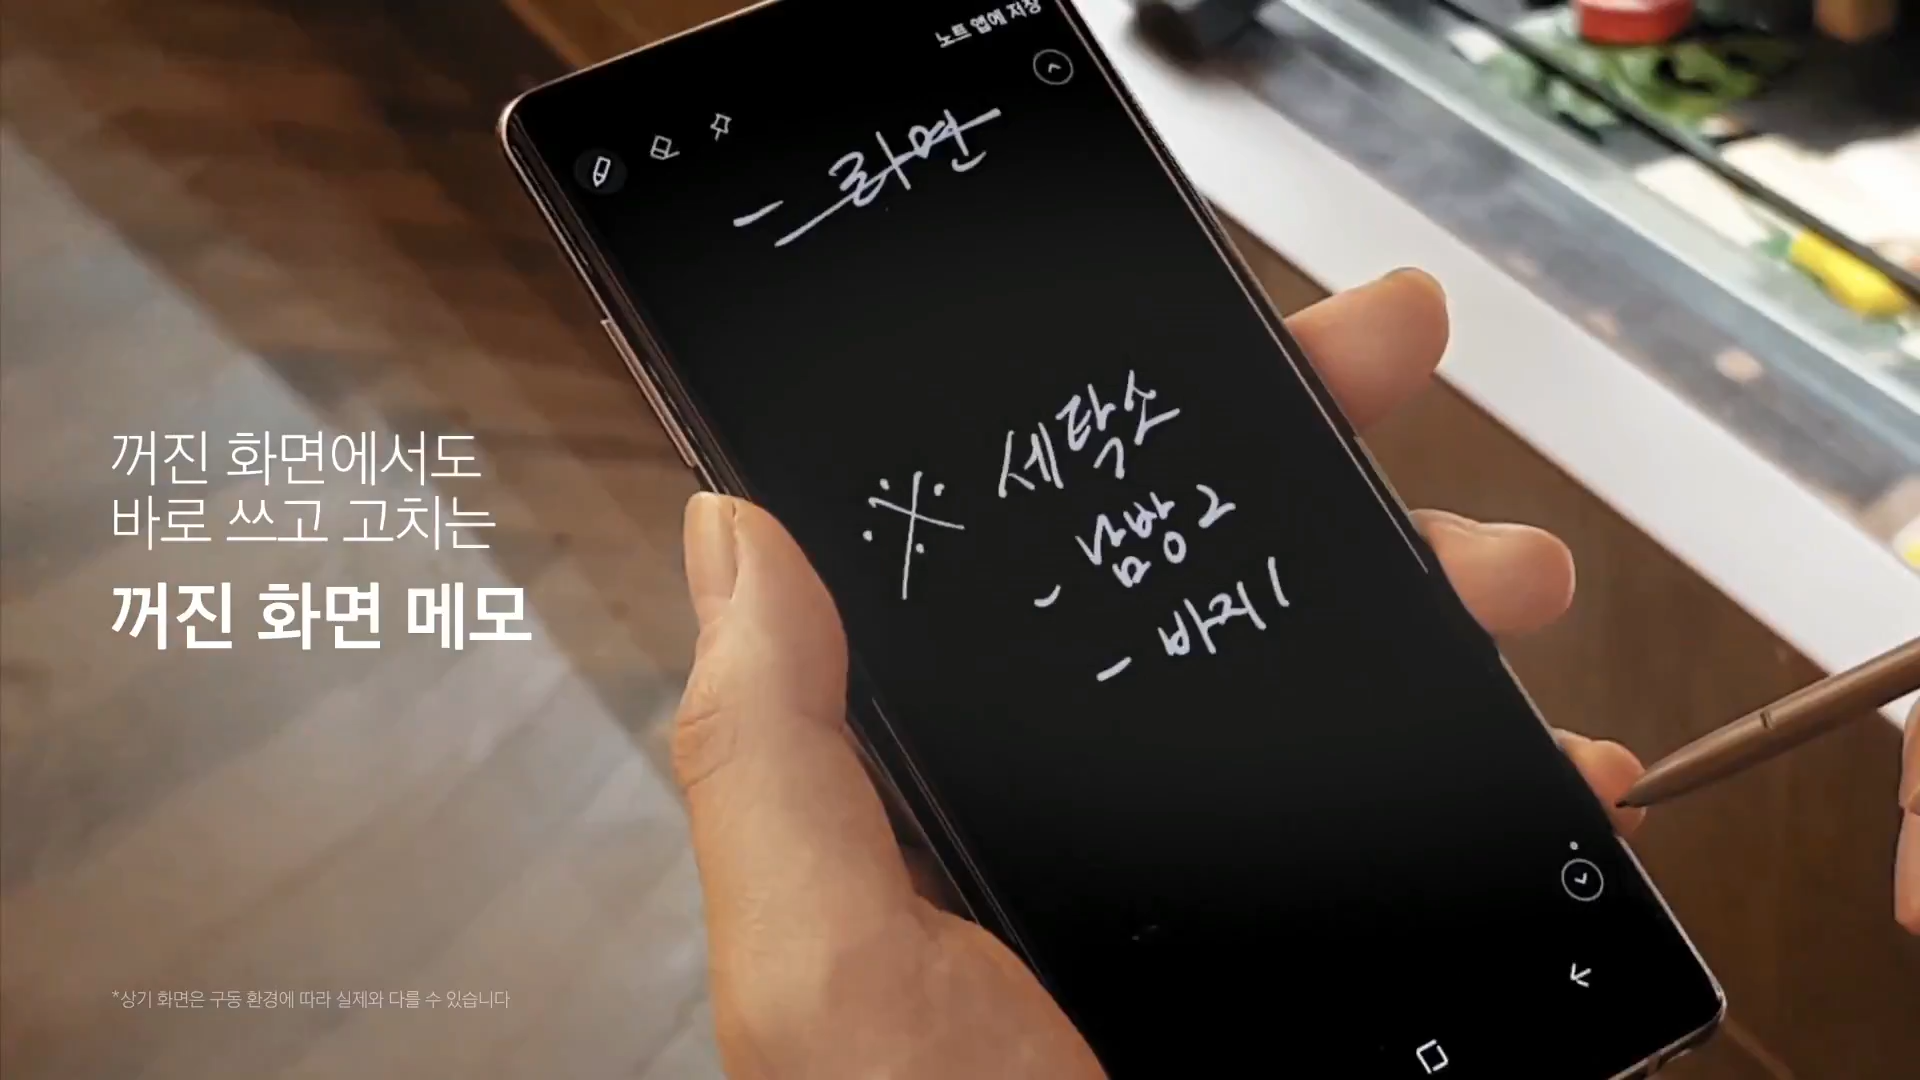 노트 앱에 저장
- 라면
※ 세탁소
- 남방 2
- 바지 1
꺼진 화면에서도
바로 쓰고 고치는
꺼진 화면 메모
*상기 화면은 구동 환경에 따라 실제와 다를 수 있습니다